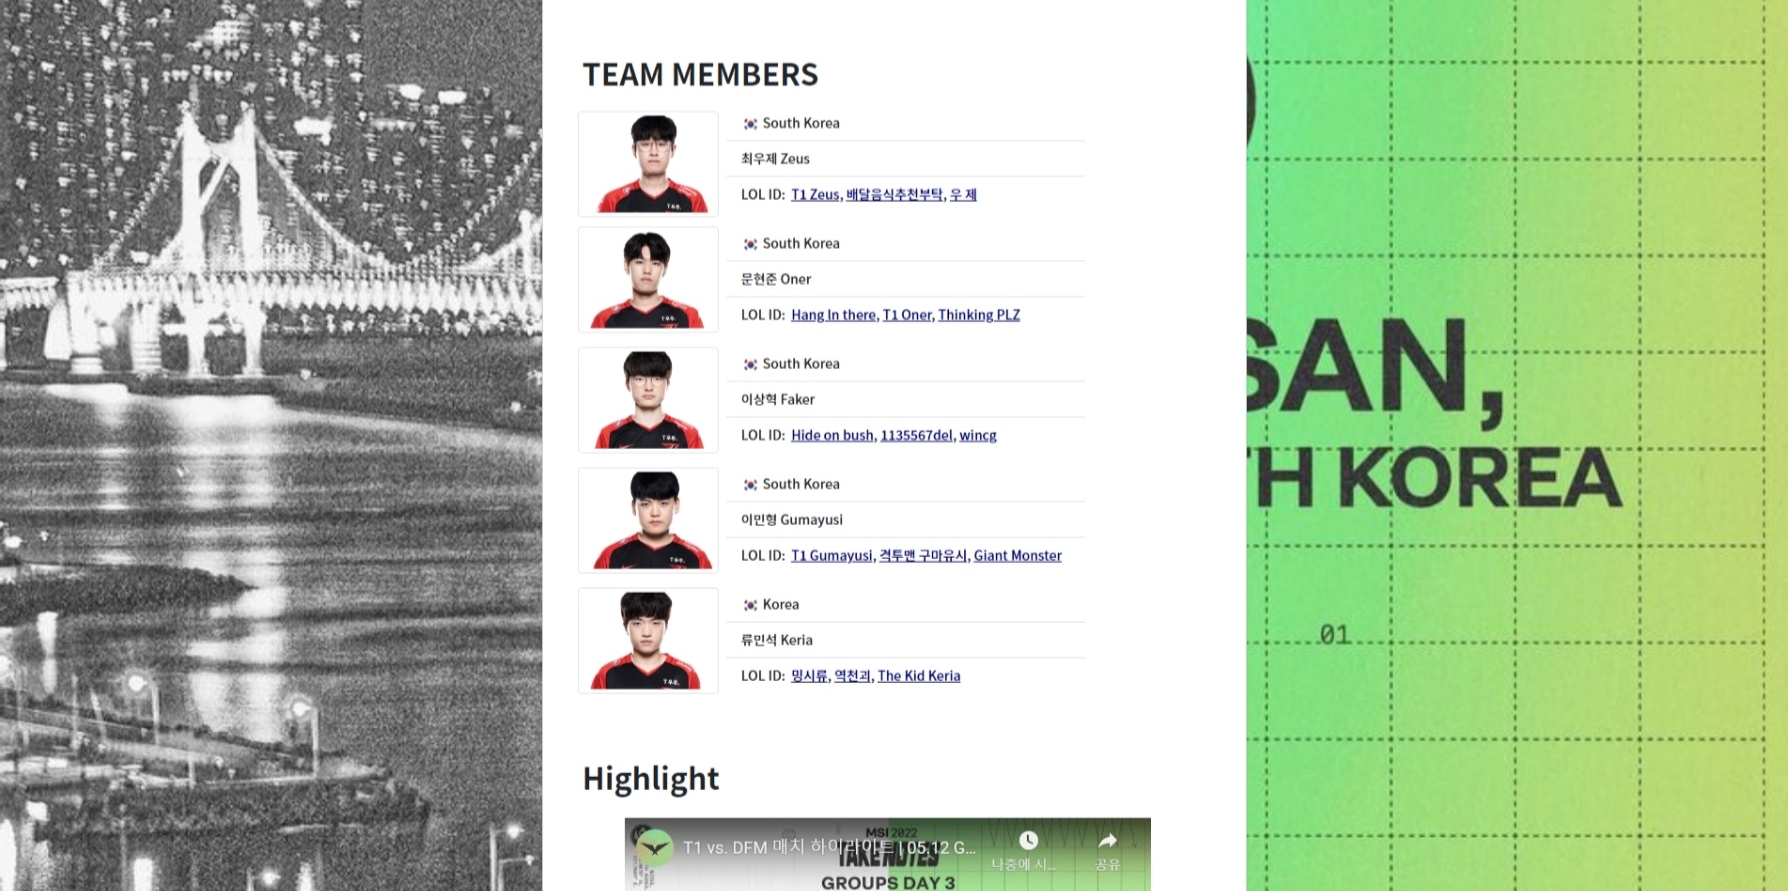 TEAM MEMBERS
South Korea
최우제 Zeus
LOL ID: T1 Zeus, 배달음식추천부탁, 우 제
South Korea
문현준 Oner
LOL ID: Hang In there, T1 Oner, Thinking PLZ
South Korea
이상혁 Faker
LOL ID: Hide on bush, 1135567del, wincg
South Korea
이민형 Gumayusi
LOL ID: T1 Gumayusi, 격투맨 구마유시, Giant Monster
Korea
류민석 Keria
LOL ID: 밍시류, 역천괴, The Kid Keria
Highlight
MSI 2022
T1 vs. DFM 매치 하이라이트 | 05.12 G...
TAKE NOTES
나중에 시...
공유
GROUPS DAY 3
SAN,
TH KOREA
01